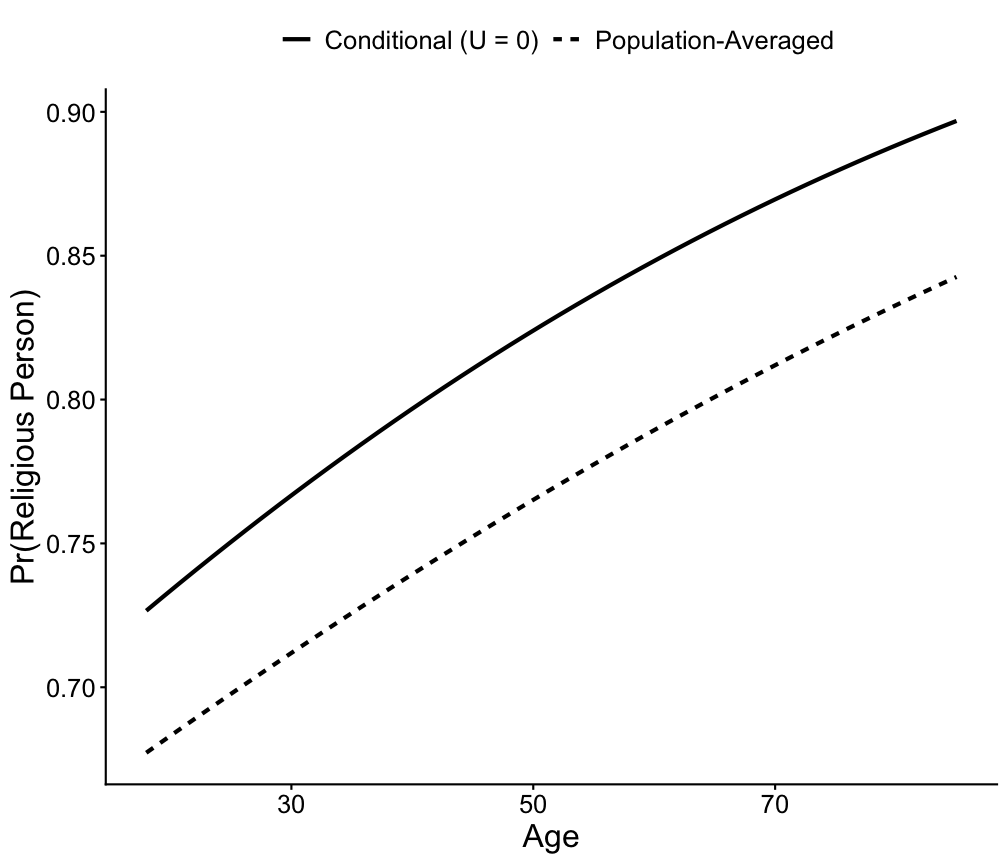 Conditional (U = 0) Population-Averaged
Pr(Religious Person)
0.90
0.85
0.80
0.75
0.70
30 50 70
Age